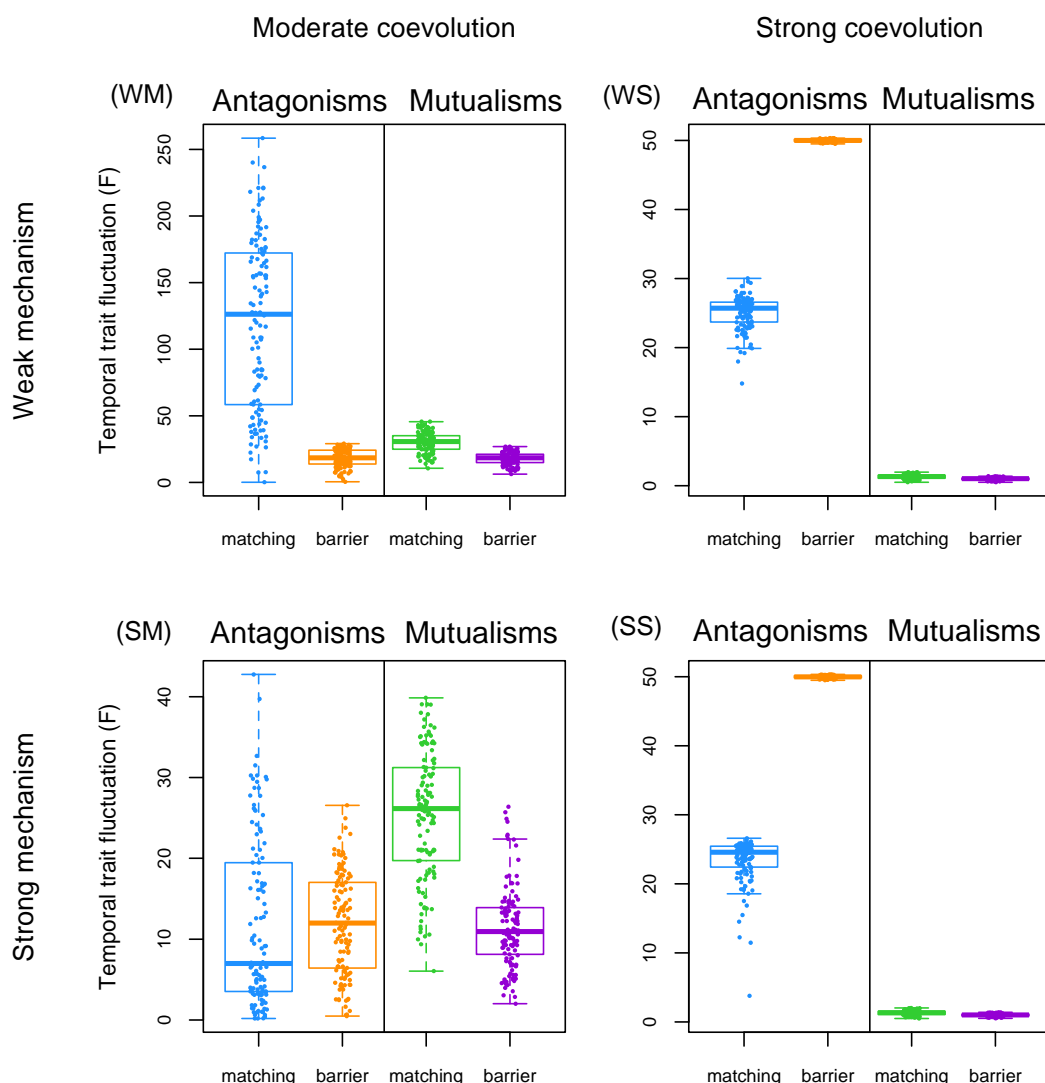 Moderate coevolution
Strong coevolution
Weak mechanism
(WM)
Antagonisms
Mutualisms
Temporal trait fluctuation (F)
250
200
150
100
50
0
matching
barrier
matching
barrier
(WS)
Antagonisms
Mutualisms
50
40
30
20
10
0
matching
barrier
matching
barrier
Strong mechanism
(SM)
Antagonisms
Mutualisms
Temporal trait fluctuation (F)
40
30
20
10
0
matching
barrier
matching
barrier
(SS)
Antagonisms
Mutualisms
50
40
30
20
10
0
matching
barrier
matching
barrier